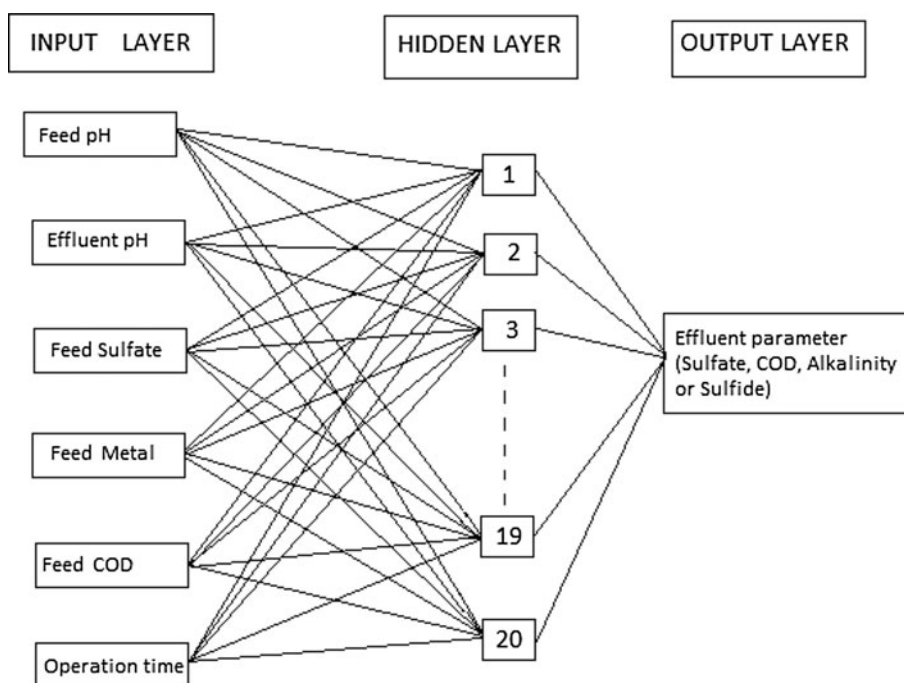 INPUT LAYER
HIDDEN LAYER
OUTPUT LAYER
Feed pH
Effluent pH
Feed Sulfate
Feed Metal
Feed COD
Operation time
1
2
3
19
20
Effluent parameter
(Sulfate, COD, Alkalinity
or Sulfide)